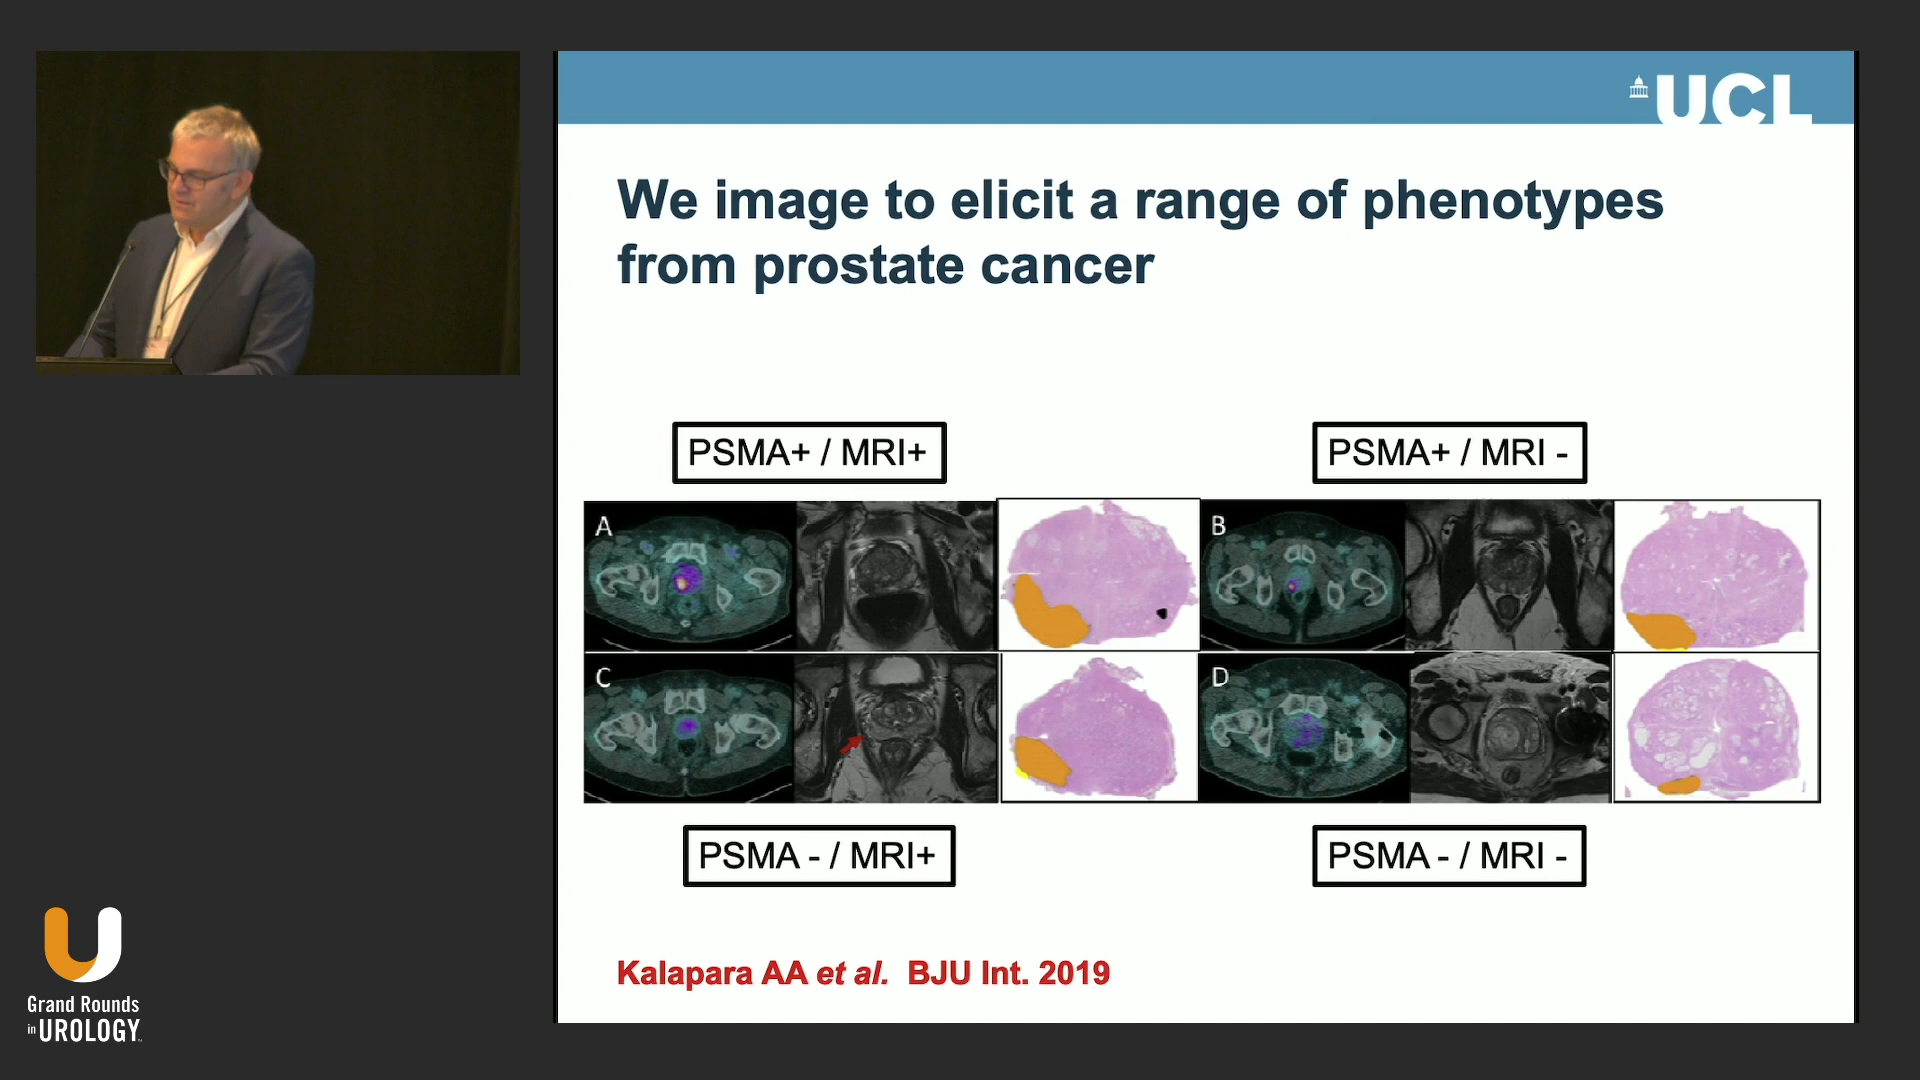 UCL
We image to elicit a range of phenotypes
from prostate cancer
PSMA+ / MRI+
PSMA+ / MRI -
A
B
C
D
PSMA - / MRI+
PSMA - / MRI -
Kalapara AA et al. BJU Int. 2019
U
Grand Rounds
in UROLOGY